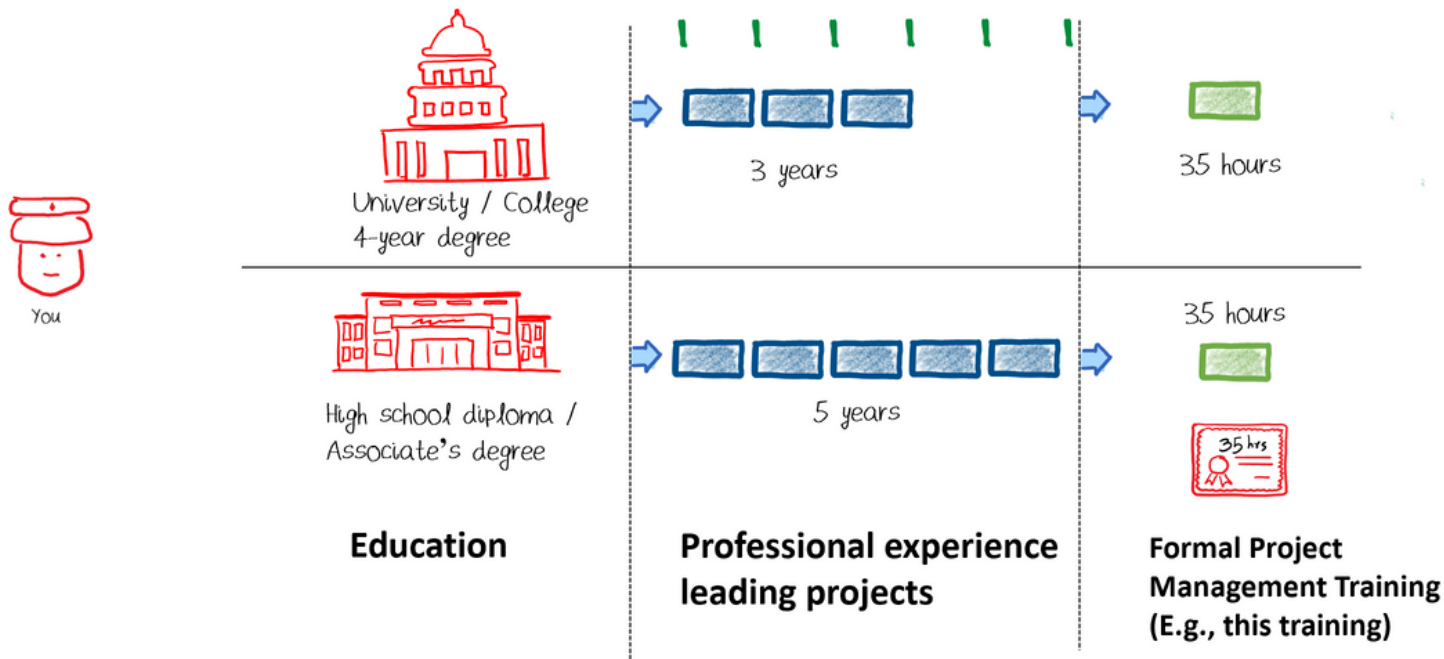 University / College
4-year degree
3 years
35 hours
You
High school diploma /
Associate's degree
5 years
35 hours
35 hrs
Education
Professional experience
leading projects
Formal Project
Management Training
(E.g., this training)